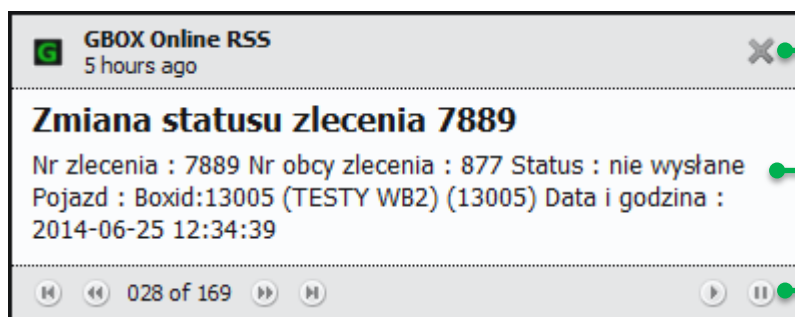 G
GBOX Online RSS
5 hours ago
Zmiana statusu zlecenia 7889
Nr zlecenia : 7889 Nr obcy zlecenia : 877 Status : nie wysłane
Pojazd : Boxid:13005 (TESTY WB2) (13005) Data i godzina :
2014-06-25 12:34:39
028 of 169